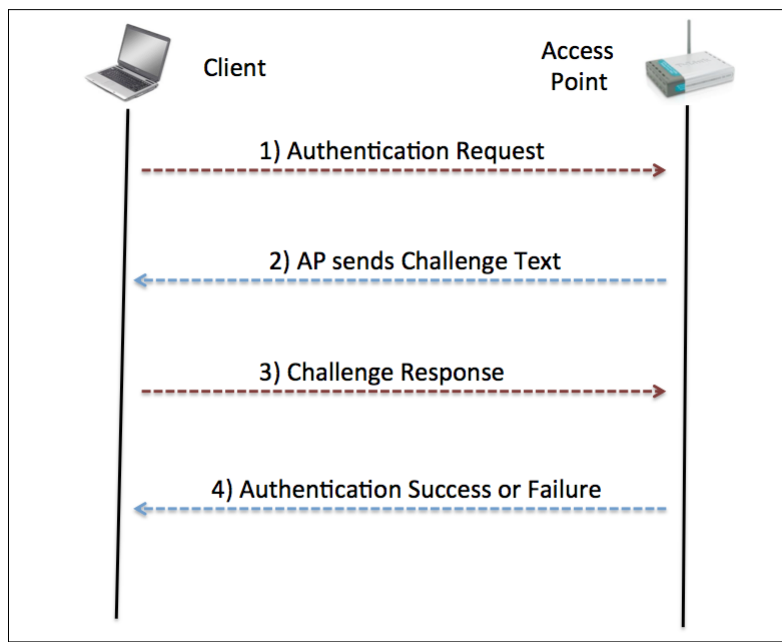 Client
Access
Point
1) Authentication Request
2) AP sends Challenge Text
3) Challenge Response
4) Authentication Success or Failure